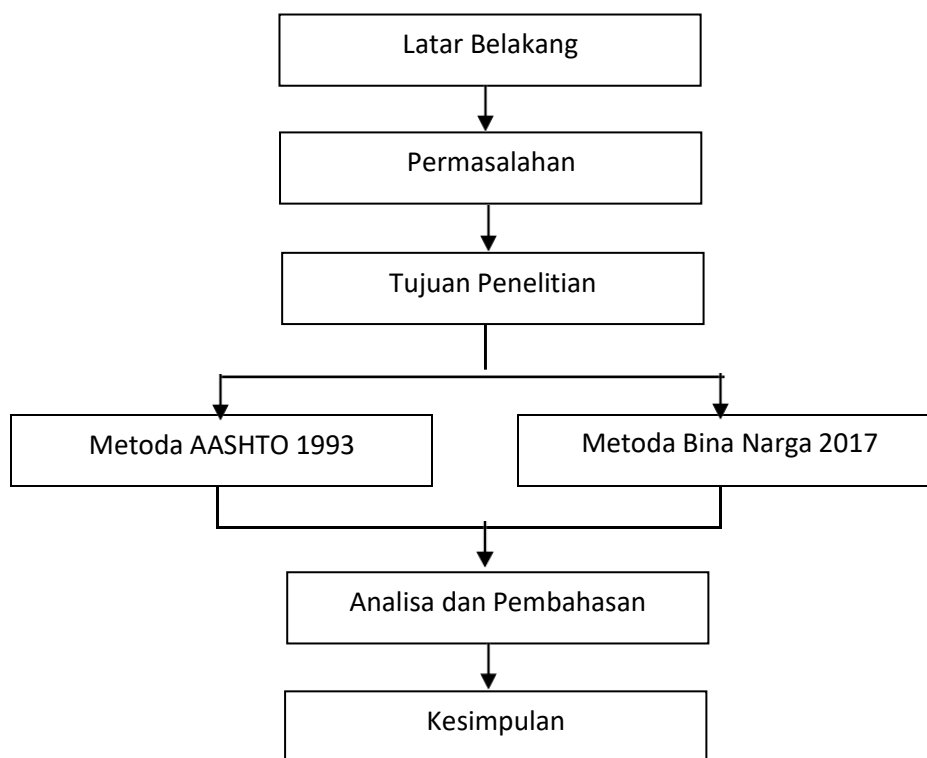 Latar Belakang
Permasalahan
Tujuan Penelitian
Metoda AASHTO 1993
Metoda Bina Narga 2017
Analisa dan Pembahasan
Kesimpulan